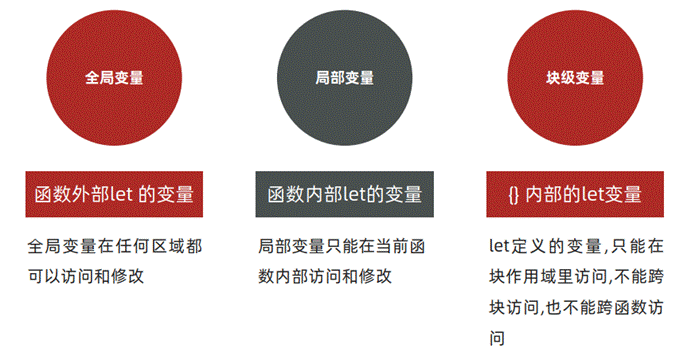 全局变量
函数外部let 的变量
全局变量在任何区域都
可以访问和修改
局部变量
函数内部let的变量
局部变量只能在当前函
数内部访问和修改
块级变量
{} 内部的let变量
let定义的变量,只能在
块作用域里访问,不能跨
块访问,也不能跨函数访
问